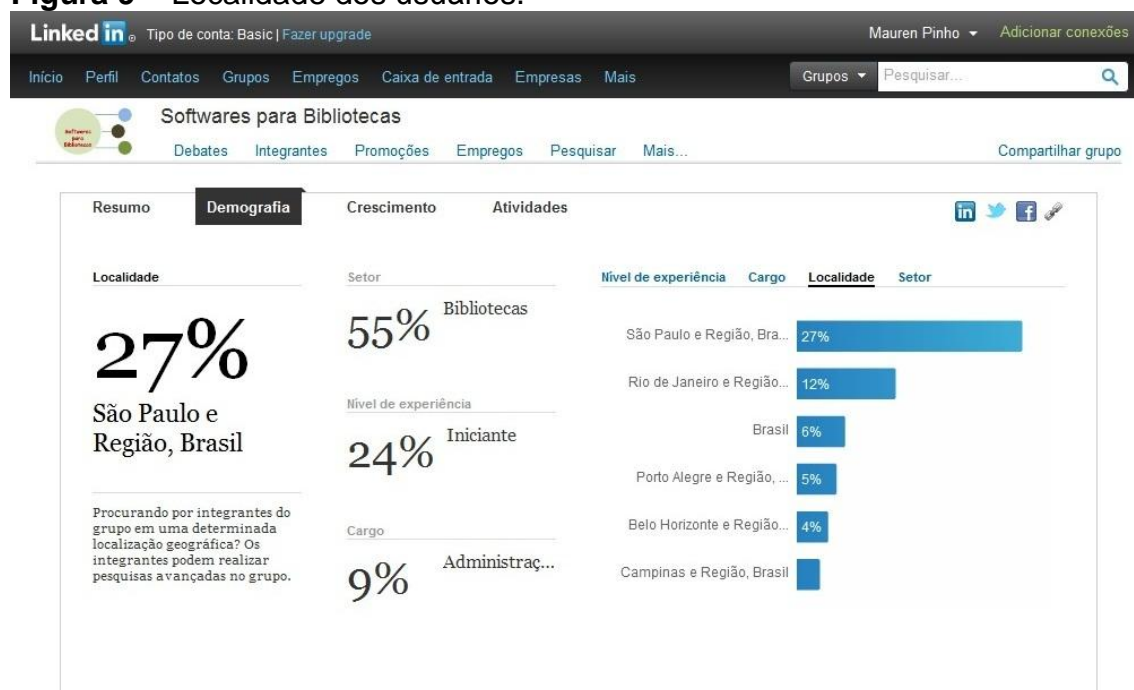 Localidade dos usuários.
Linked in ® Tipo de conta: Basic | Fazer upgrade
Mauren Pinho
Adicionar conexões
Início Perfil Contatos Grupos Empregos Caixa de entrada Empresas Mais
Grupos
Pesquisar...
Softwares para Bibliotecas
Softwares
para
Bibliotecas
Debates Integrantes Promoções Empregos Pesquisar Mais...
Compartilhar grupo
Resumo Demografia Crescimento Atividades
in
f
Localidade
27%
São Paulo e
Região, Brasil
Procurando por integrantes do
grupo em uma determinada
localização geográfica? Os
integrantes podem realizar
pesquisas avançadas no grupo.
Setor
55% Bibliotecas
Nível de experiência
24% Iniciante
Cargo
9% Administraç...
Nível de experiência Cargo Localidade Setor
São Paulo e Região, Bra... 27%
Rio de Janeiro e Região... 12%
Brasil 6%
Porto Alegre e Região, ... 5%
Belo Horizonte e Região... 4%
Campinas e Região, Brasil